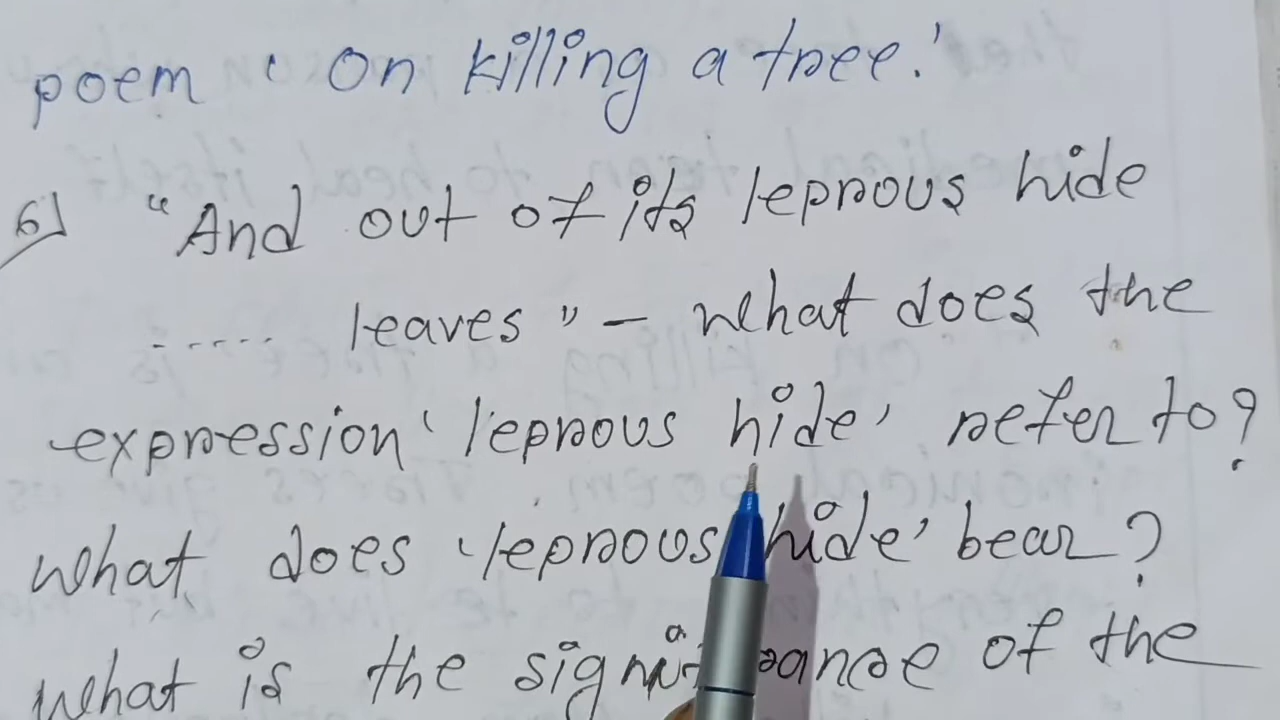 poem 'On killing a tree.'
6) "And out of its leprous hide
...... leaves" – what does the
expression 'leprous hide' refer to?
What does 'leprous hide' bear?
What is the significance of the